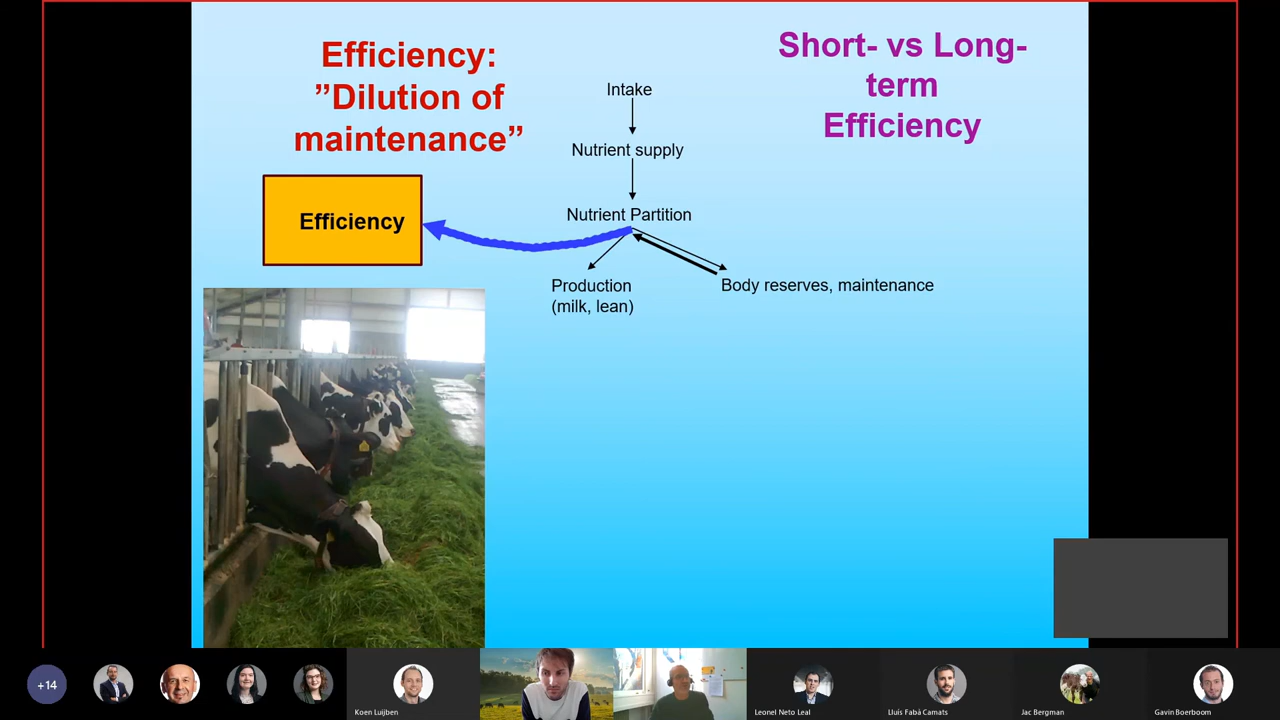 Efficiency:
”Dilution of
maintenance”
Short- vs Long-
term
Efficiency
Intake
Nutrient supply
Nutrient Partition
Efficiency
Production
(milk, lean)
Body reserves, maintenance
+14
Koen Luijben
Leonel Neto Leal
Lluís Fabà Camats
Jac Bergman
Gavin Boerboom